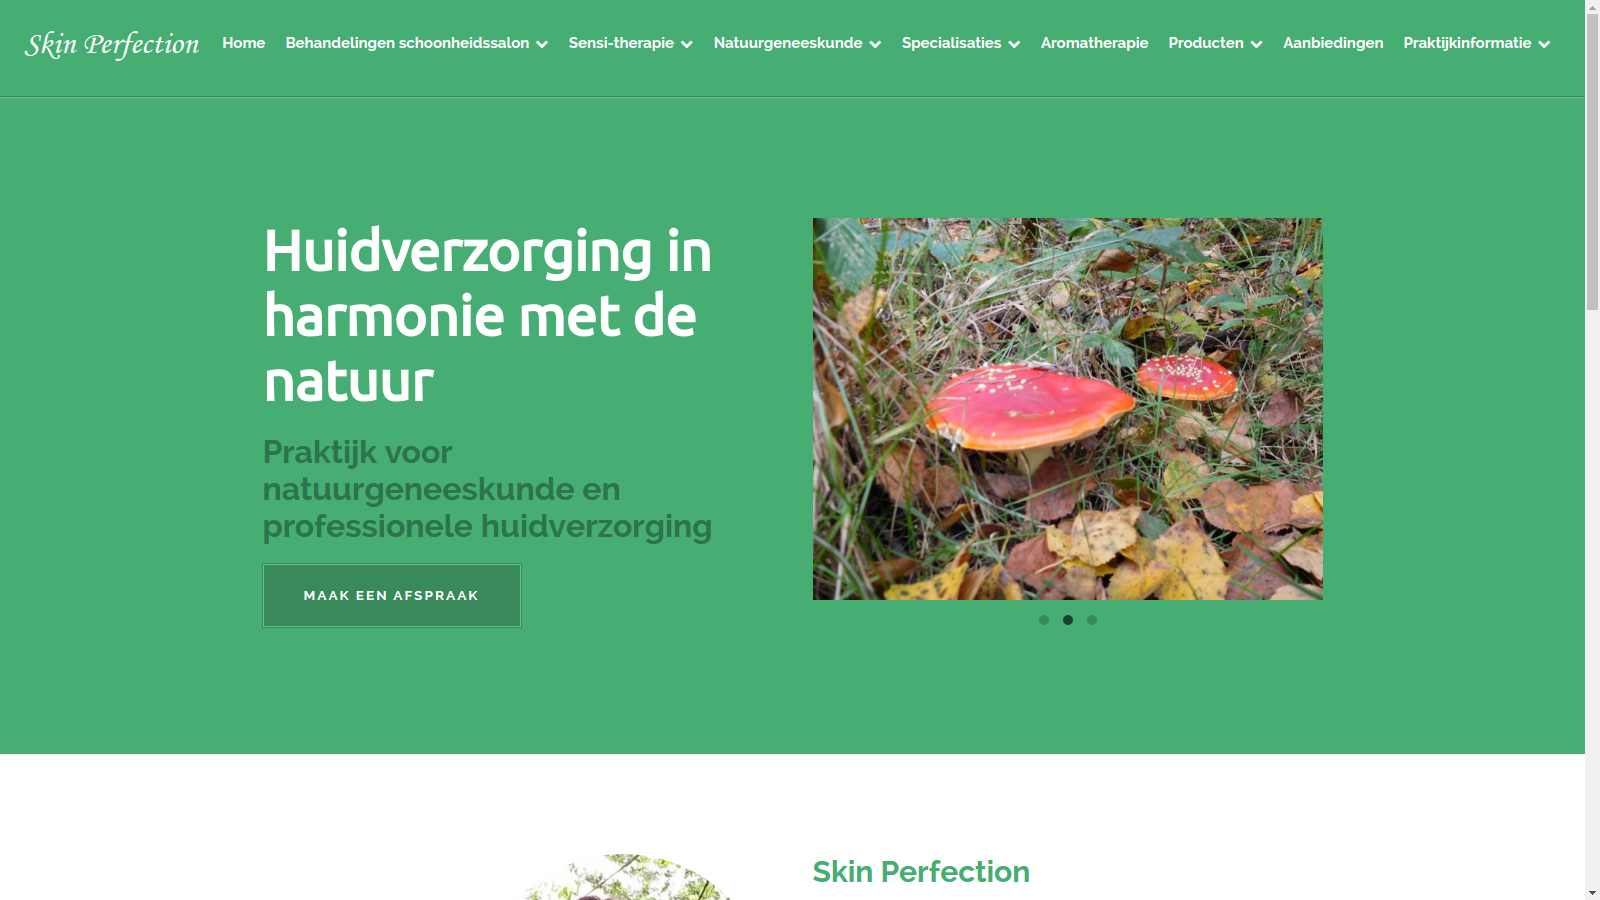 Skin Perfection
Home
Behandelingen schoonheidssalon
Sensi-therapie
Natuurgeneeskunde
Specialisaties
Aromatherapie
Producten
Aanbiedingen
Praktijkinformatie
Huidverzorging in
harmonie met de
natuur
Praktijk voor
natuurgeneeskunde en
professionele huidverzorging
MAAK EEN AFSPRAAK
Skin Perfection